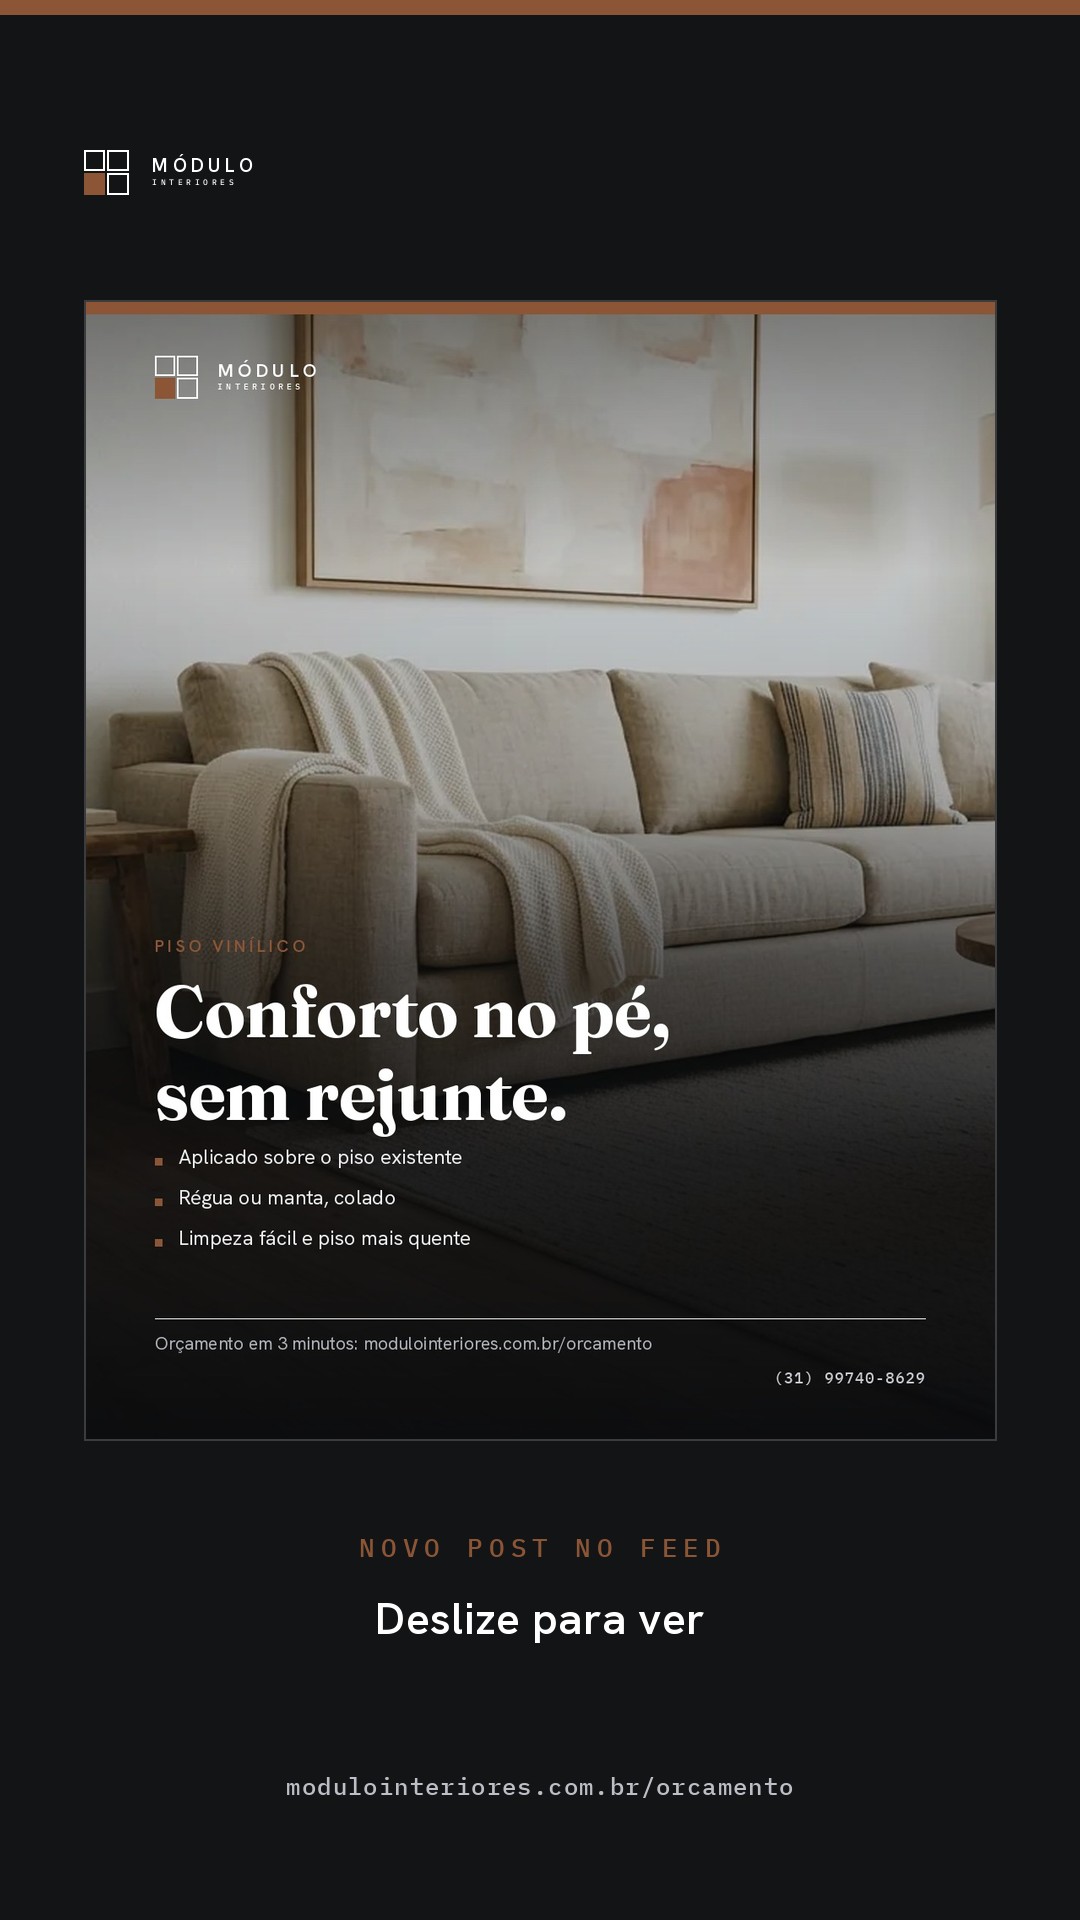 MÓDULO
INTERIORES
MÓDULO
INTERIORES
PISO VINÍLICO
Conforto no pé,
sem rejunte.
Aplicado sobre o piso existente
Régua ou manta, colado
Limpeza fácil e piso mais quente
Orçamento em 3 minutos: modulointeriores.com.br/orcamento
(31) 99740-8629
NOVO POST NO FEED
Deslize para ver
modulointeriores.com.br/orcamento